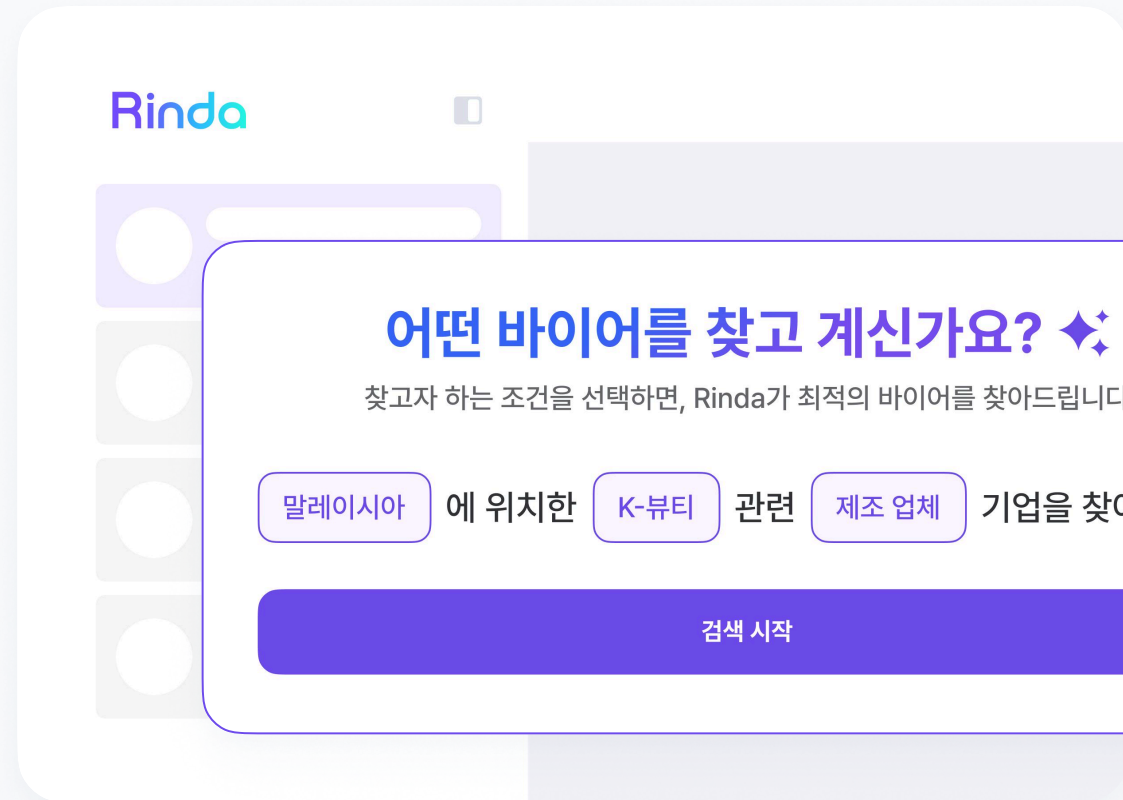 Rinda
어떤 바이어를 찾고 계신가요?
찾고자 하는 조건을 선택하면, Rinda가 최적의 바이어를 찾아드립니다
말레이시아 에 위치한 K-뷰티 관련 제조 업체 기업을 찾아
검색 시작